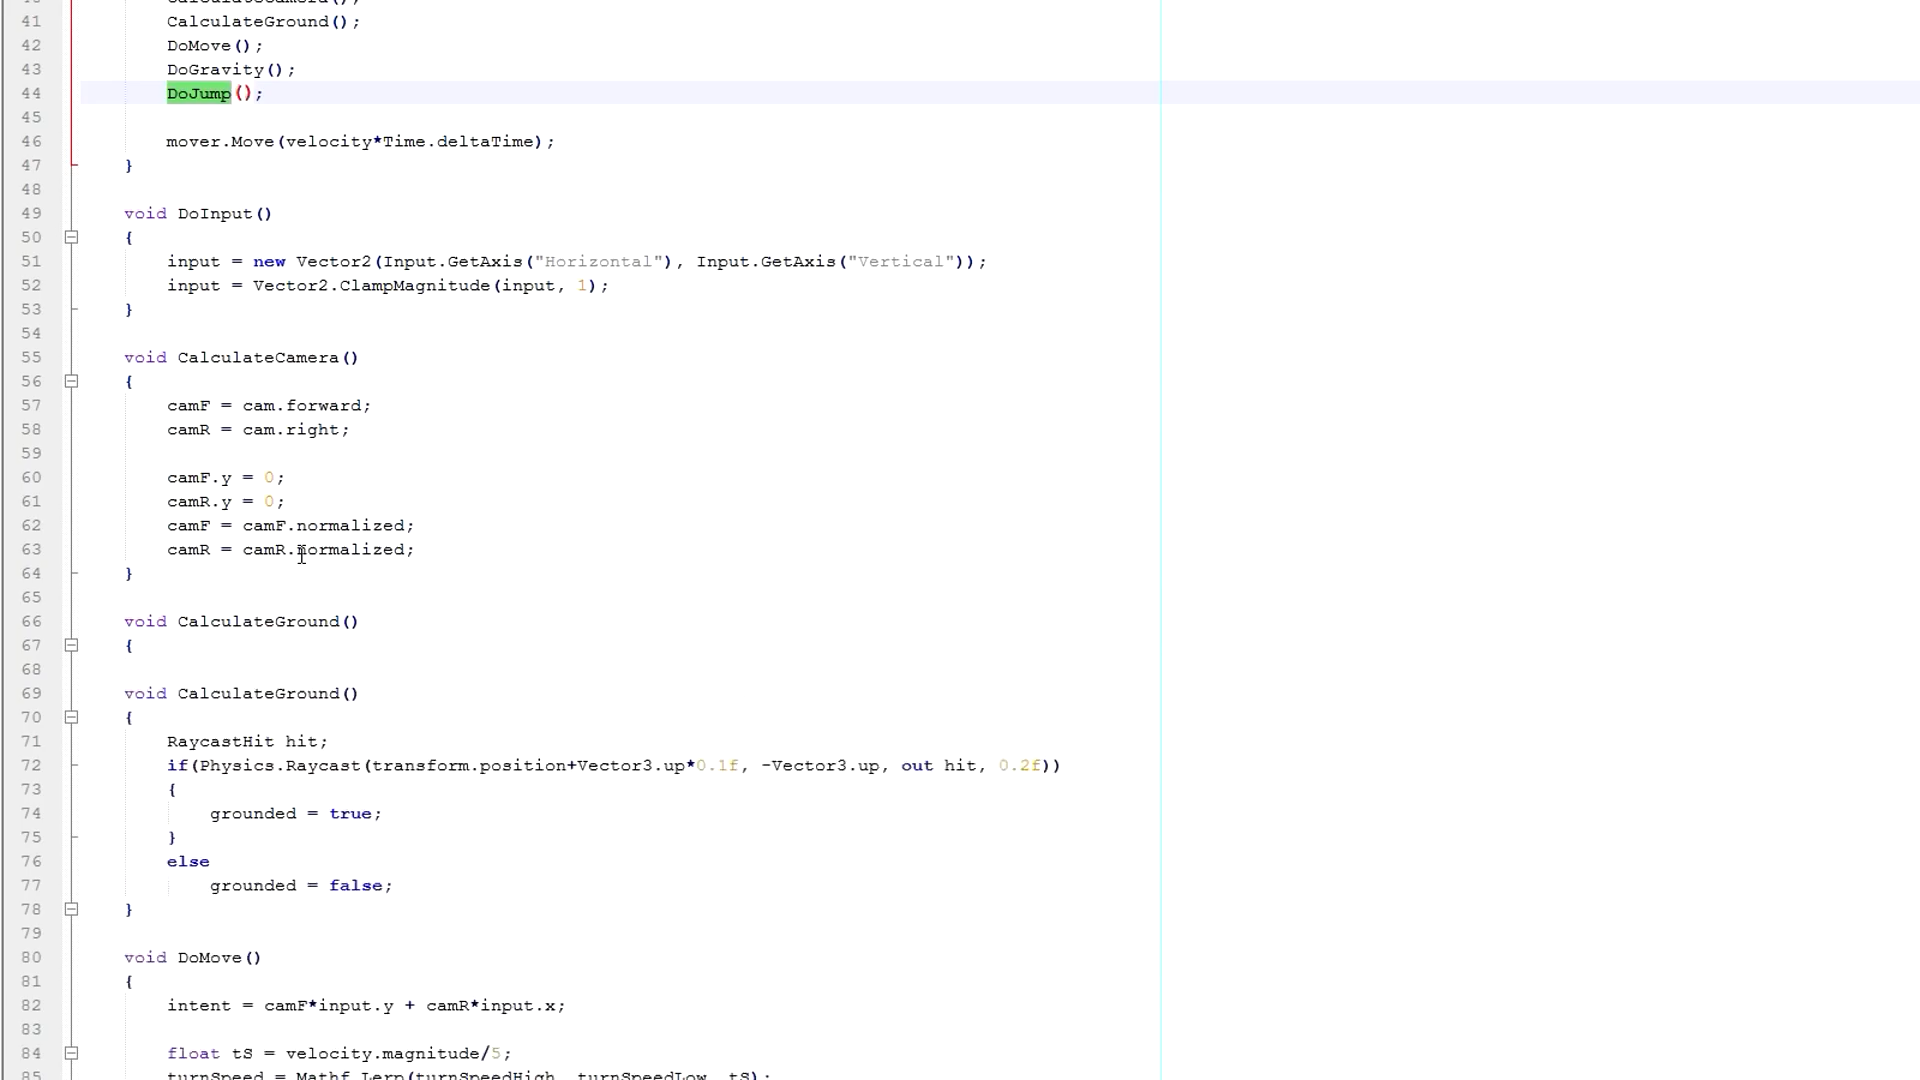 41 CalculateGround();
42 DoMove();
43 DoGravity();
44 DoJump();
45
46 mover.Move(velocity*Time.deltaTime);
47 }
48
49 void DoInput()
50 {
51 input = new Vector2(Input.GetAxis("Horizontal"), Input.GetAxis("Vertical"));
52 input = Vector2.ClampMagnitude(input, 1);
53 }
54
55 void CalculateCamera()
56 {
57 camF = cam.forward;
58 camR = cam.right;
59
60 camF.y = 0;
61 camR.y = 0;
62 camF = camF.normalized;
63 camR = camR.normalized;
64 }
65
66 void CalculateGround()
67 {
68
69 void CalculateGround()
70 {
71 RaycastHit hit;
72 if(Physics.Raycast(transform.position+Vector3.up*0.1f, -Vector3.up, out hit, 0.2f))
73 {
74 grounded = true;
75 }
76 else
77 grounded = false;
78 }
79
80 void DoMove()
81 {
82 intent = camF*input.y + camR*input.x;
83
84 float tS = velocity.magnitude/5;
85 turnSpeed = Mathf.Lerp(turnSpeedHigh, turnSpeedLow, tS);